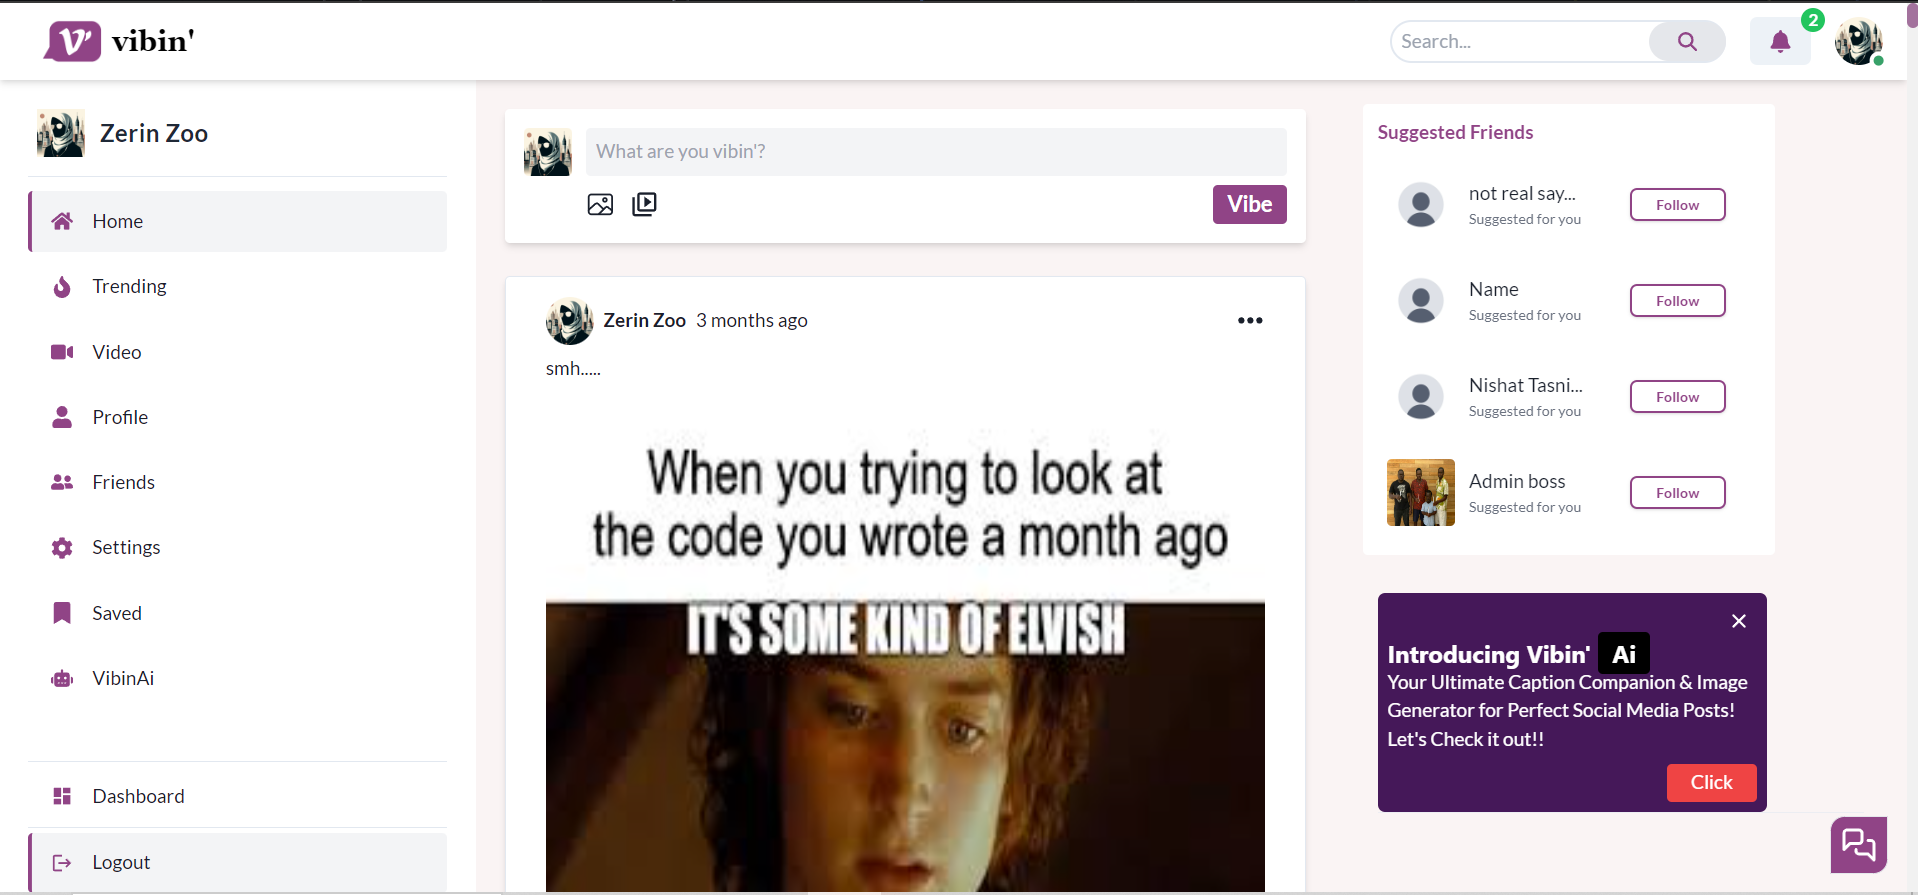 vibin'
Search...
2
Zerin Zoo
Home
Trending
Video
Profile
Friends
Settings
Saved
VibinAi
Dashboard
Logout
What are you vibin'?
Vibe
Zerin Zoo 3 months ago
smh.....
When you trying to look at
the code you wrote a month ago
IT'S SOME KIND OF ELVISH
Suggested Friends
not real say...
Suggested for you
Follow
Name
Suggested for you
Follow
Nishat Tasni...
Suggested for you
Follow
Admin boss
Suggested for you
Follow
Introducing Vibin' Ai
Your Ultimate Caption Companion & Image
Generator for Perfect Social Media Posts!
Let's Check it out!!
Click